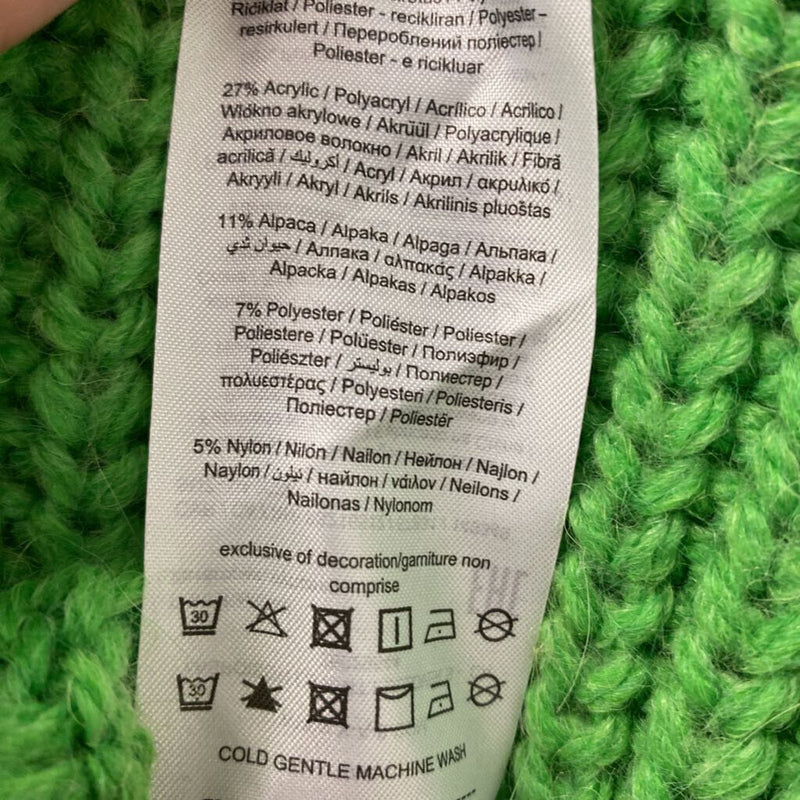 Riciklat / Poliester - recikliran / Polyester –
resirkulert / Перероблений поліестер /
Poliester - e ricikluar
27% Acrylic / Polyacryl / Acrílico / Acrilico /
Włókno akrylowe / Akrüül / Polyacrylique /
Акриловое волокно / Akril / Akrilik / Fibră
acrilică / أكريليك / Acryl / Акрил / ακρυλικό /
Akryyli / Akryl / Akrils / Akrilinis pluoštas
11% Alpaca / Alpaka / Alpaga / Альпака /
حيوان ثديي / Алпака / αλπακάς / Alpakka /
Alpacka / Alpakas / Alpakos
7% Polyester / Poliéster / Poliester /
Poliestere / Polüester / Полиэфир /
Poliészter / بوليستر / Полиестер /
πολυεστέρας / Polyesteri / Poliesteris /
Поліестер / Poliestër
5% Nylon / Nilón / Nailon / Нейлон / Najlon /
Naylon / نيلون / найлон / νάιλον / Neilons /
Nailonas / Nylonom
exclusive of decoration/garniture non
comprise
30
30
COLD GENTLE MACHINE WASH